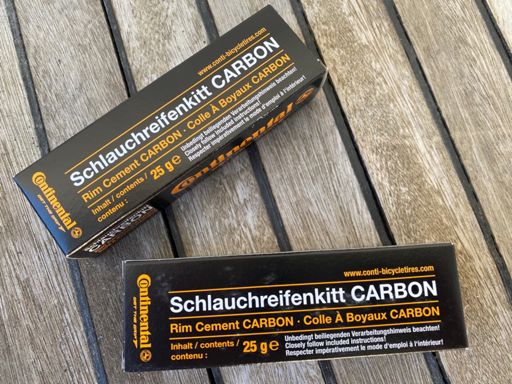 www.conti-bicycletires.com
Schlauchreifenkitt CARBON
Rim Cement CARBON · Colle À Boyaux CARBON
Inhalt / contents /
contenu :
25 g e
Unbedingt beiliegenden Verarbeitungshinweis beachten!
Closely follow included instructions!
Respecter impérativement le mode d'emploi à l'intérieur!
Continental
Continental
CARBON
www.conti-bicycletires.com
Schlauchreifenkitt CARBON
Rim Cement CARBON · Colle À Boyaux CARBON
Inhalt / contents /
contenu :
25 g e
Unbedingt beiliegenden Verarbeitungshinweis beachten!
Closely follow included instructions!
Respecter impérativement le mode d'emploi à l'intérieur!
Continental